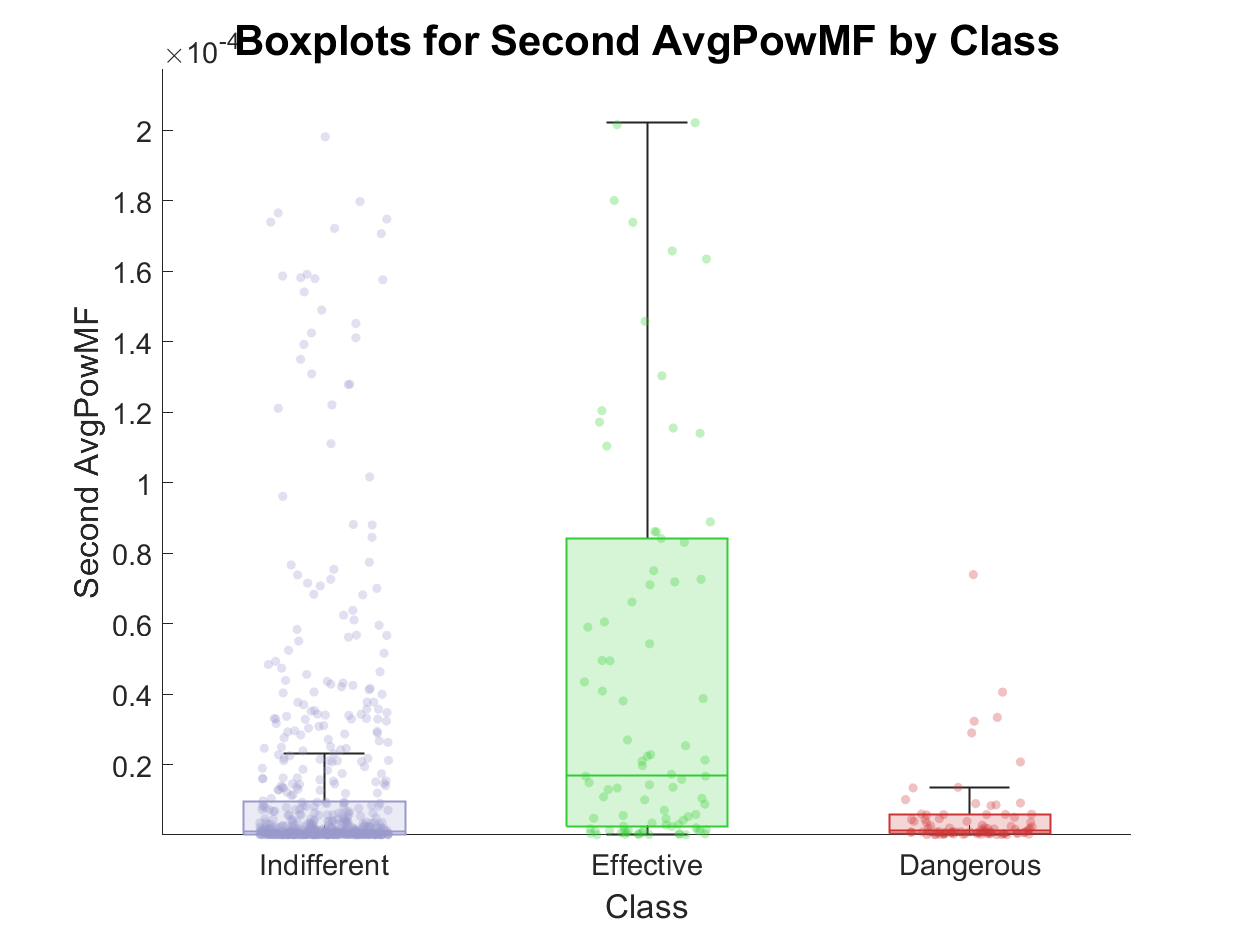 ×10-4
Boxplots for Second AvgPowMF by Class
2
1.8
1.6
1.4
1.2
1
0.8
0.6
0.4
0.2
Second AvgPowMF
Indifferent Effective Dangerous
Class